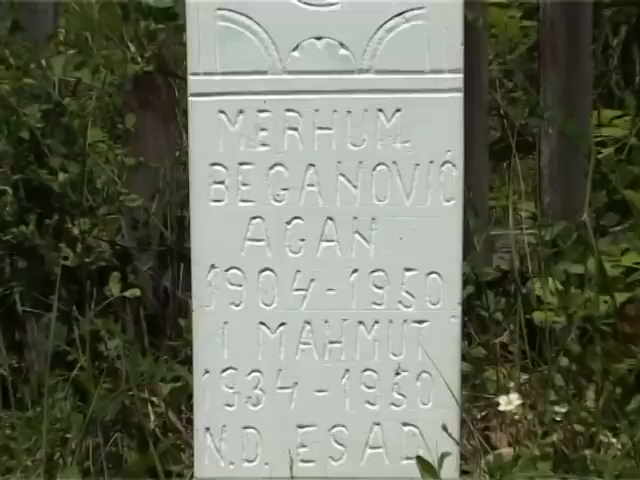 MERHUM.
BEGANOVIĆ
AGAN
1904-1950
I MAHMUT
1934-1950
N.D. ESAD